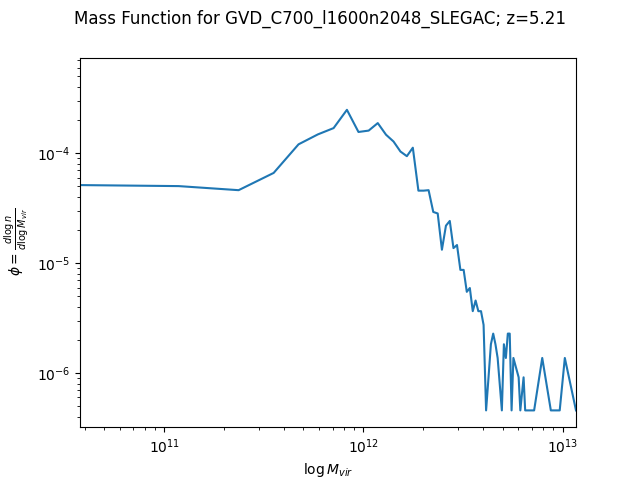 Mass Function for GVD_C700_l1600n2048_SLEGAC; z=5.21
10⁻⁴
10⁻⁵
10⁻⁶
ϕ = d log n / d log M_vir
10¹¹
10¹²
10¹³
log M_vir